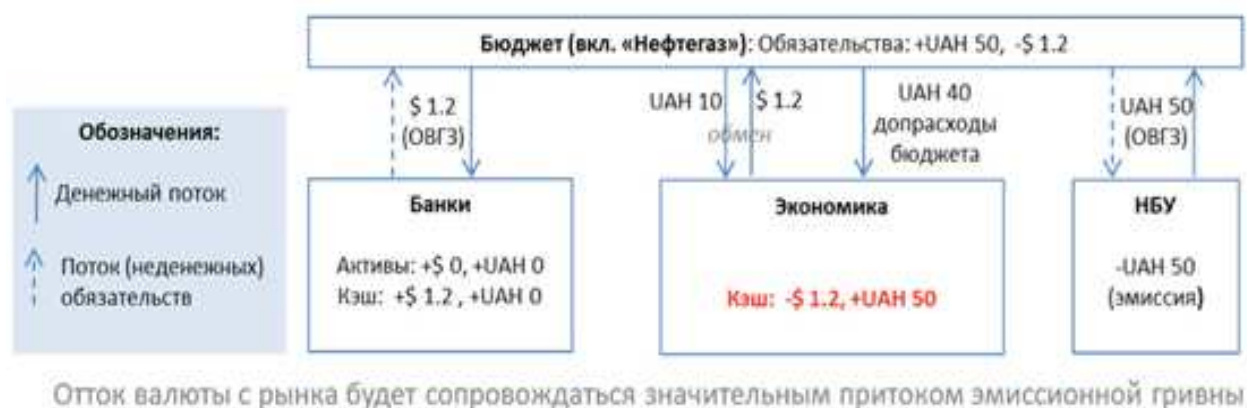 Бюджет (вкл. «Нефтегаз»): Обязательства: +UAH 50, -$ 1.2
$ 1.2
(ОВГЗ)
UAH 10
$ 1.2
обмен
UAH 40
допрасходы
бюджета
UAH 50
(ОВГЗ)
Обозначения:
Денежный поток
Поток (неденежных)
обязательств
Банки
Активы: +$ 0, +UAH 0
Кэш: +$ 1.2 , +UAH 0
Экономика
Кэш: -$ 1.2, +UAH 50
НБУ
-UAH 50
(эмиссия)
Отток валюты с рынка будет сопровождаться значительным притоком эмиссионной гривны